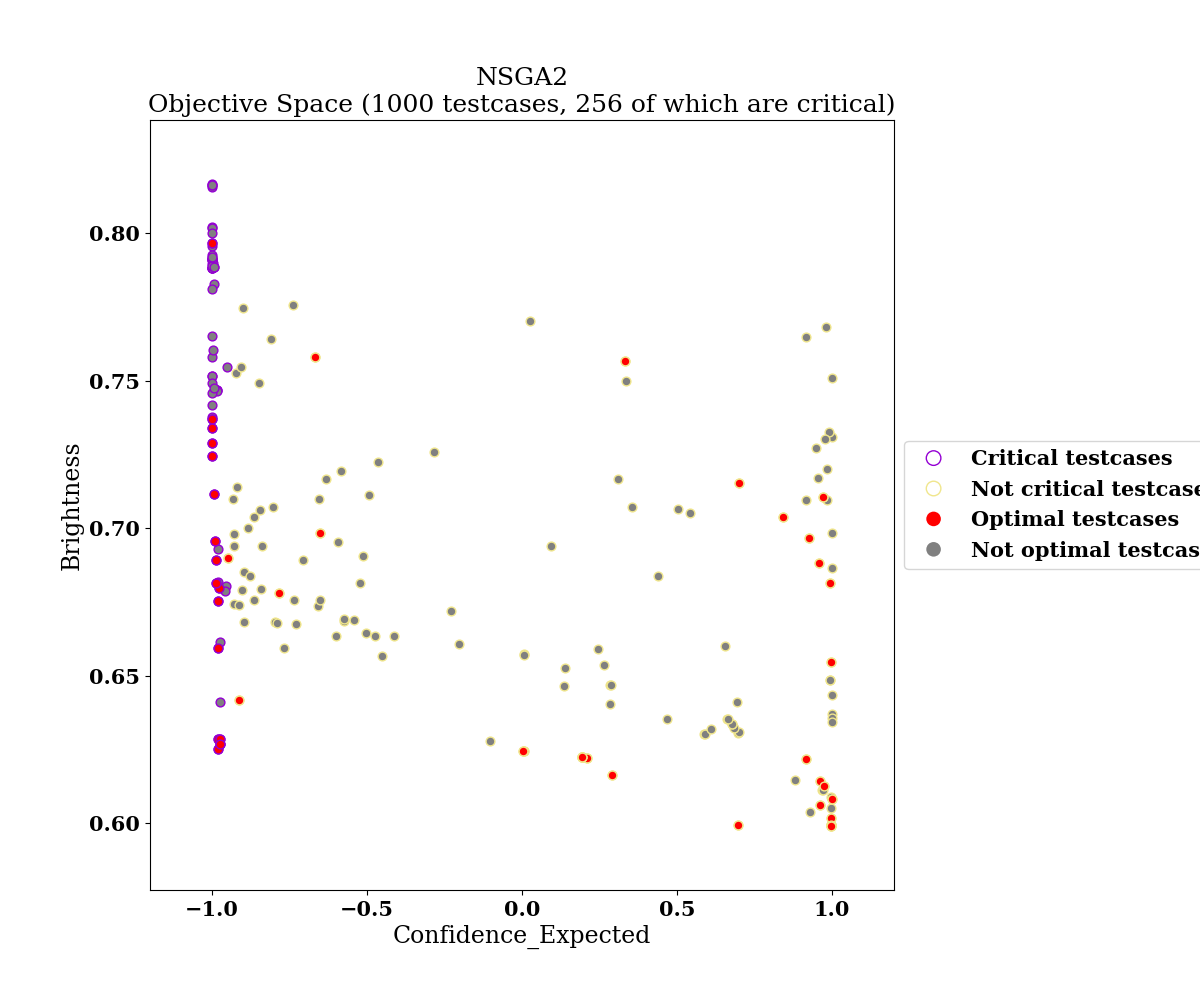 NSGA2
Objective Space (1000 testcases, 256 of which are critical)
0.80
0.75
0.70
0.65
0.60
Brightness
−1.0
−0.5
0.0
0.5
1.0
Confidence_Expected
Critical testcases
Not critical testcase
Optimal testcases
Not optimal testcas